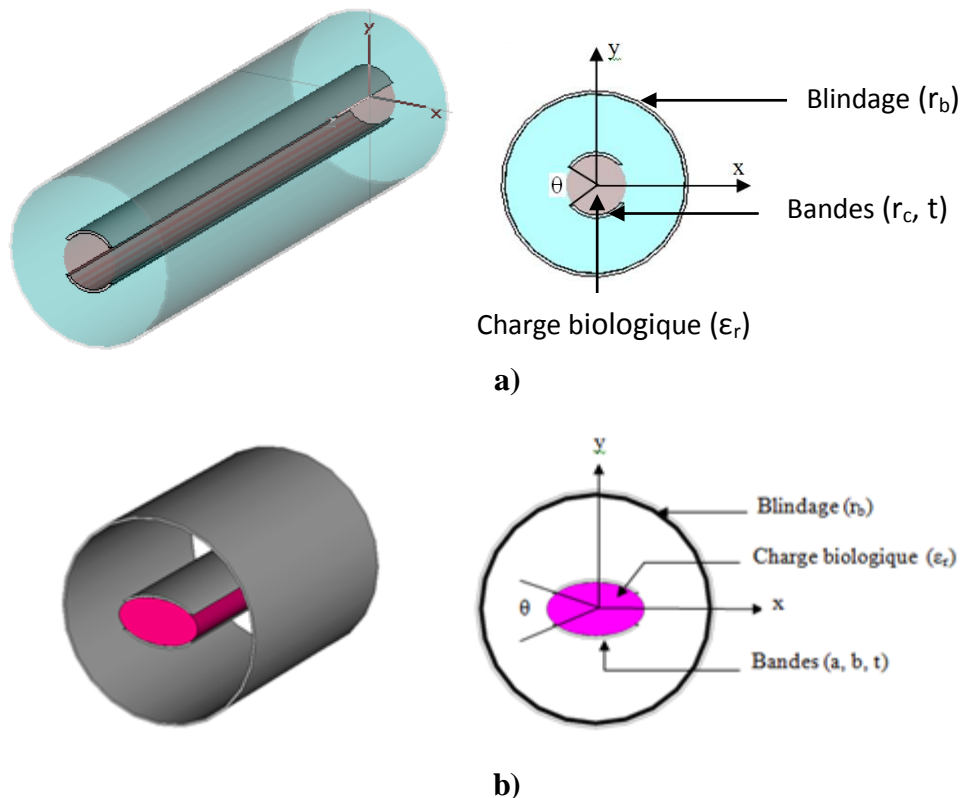 y
x
y
Blindage (r_b)
θ
x
Bandes (r_c, t)
Charge biologique (ε_r)
a)
y
Blindage (r_b)
Charge biologique (ε_r)
θ
x
Bandes (a, b, t)
b)